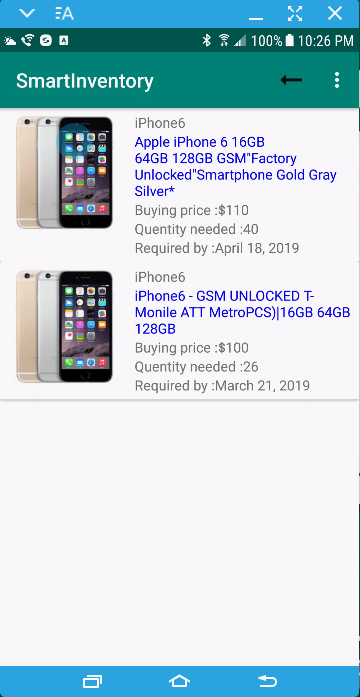 100% 10:26 PM
SmartInventory
iPhone6
Apple iPhone 6 16GB
64GB 128GB GSM"Factory
Unlocked"Smartphone Gold Gray
Silver*
Buying price :$110
Quantity needed :40
Required by :April 18, 2019
iPhone6
iPhone6 - GSM UNLOCKED T-
Monile ATT MetroPCS)|16GB 64GB
128GB
Buying price :$100
Quantity needed :26
Required by :March 21, 2019